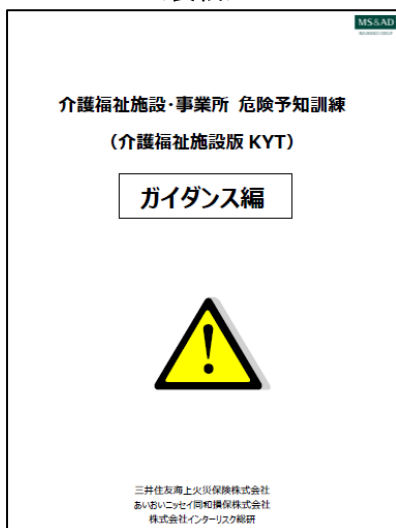 MS&AD
介護福祉施設・事業所 危険予知訓練
（介護福祉施設版 KYT）
ガイダンス編
三井住友海上火災保険株式会社
あいおいニッセイ同和損保株式会社
株式会社インターリスク総研